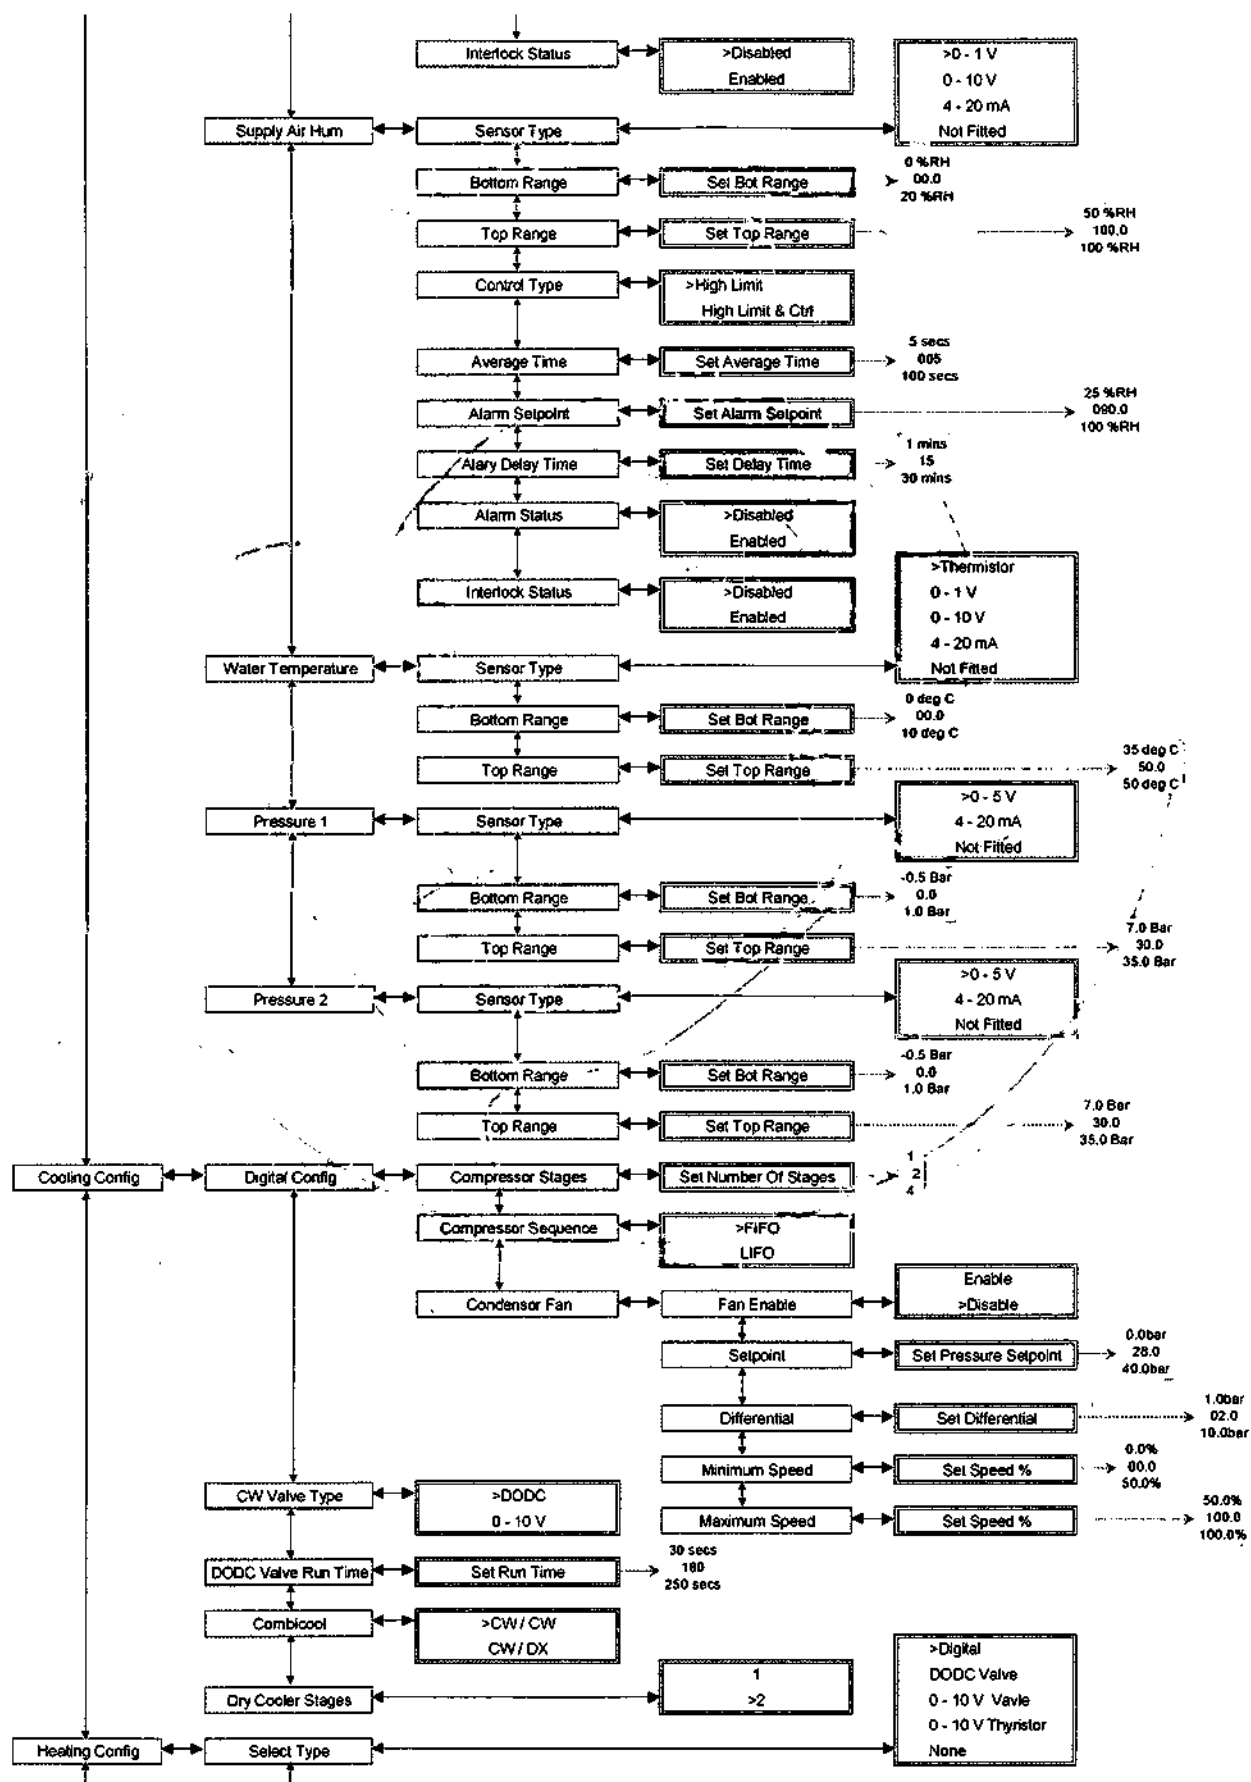 Interlock Status
>Disabled
Enabled
>0 - 1 V
0 - 10 V
4 - 20 mA
Not Fitted
Supply Air Hum
Sensor Type
Bottom Range
Set Bot Range
0 %RH
00.0
20 %RH
Top Range
Set Top Range
50 %RH
100.0
100 %RH
Control Type
>High Limit
High Limit & Ctrl
Average Time
Set Average Time
5 secs
005
100 secs
Alarm Setpoint
Set Alarm Setpoint
25 %RH
090.0
100 %RH
Alary Delay Time
Set Delay Time
1 mins
15
30 mins
Alarm Status
>Disabled
Enabled
Interlock Status
>Disabled
Enabled
>Thermistor
0 - 1 V
0 - 10 V
4 - 20 mA
Not Fitted
Water Temperature
Sensor Type
Bottom Range
Set Bot Range
0 deg C
00.0
10 deg C
Top Range
Set Top Range
35 deg C
50.0
50 deg C
Pressure 1
Sensor Type
>0 - 5 V
4 - 20 mA
Not Fitted
Bottom Range
Set Bot Range
-0.5 Bar
0.0
1.0 Bar
Top Range
Set Top Range
7.0 Bar
30.0
35.0 Bar
Pressure 2
Sensor Type
>0 - 5 V
4 - 20 mA
Not Fitted
Bottom Range
Set Bot Range
-0.5 Bar
0.0
1.0 Bar
Top Range
Set Top Range
7.0 Bar
30.0
35.0 Bar
Cooling Config
Digital Config
Compressor Stages
Set Number Of Stages
1
2
4
Compressor Sequence
>FIFO
LIFO
Condensor Fan
Fan Enable
Enable
>Disable
Setpoint
Set Pressure Setpoint
0.0bar
28.0
40.0bar
Differential
Set Differential
1.0bar
02.0
10.0bar
Minimum Speed
Set Speed %
0.0%
00.0
50.0%
Maximum Speed
Set Speed %
50.0%
100.0
100.0%
CW Valve Type
>DODC
0 - 10 V
DODC Valve Run Time
Set Run Time
30 secs
180
250 secs
Combicool
>CW / CW
CW / DX
Dry Cooler Stages
1
>2
>Digital
DODC Valve
0 - 10 V Vavle
0 - 10 V Thyristor
None
Heating Config
Select Type